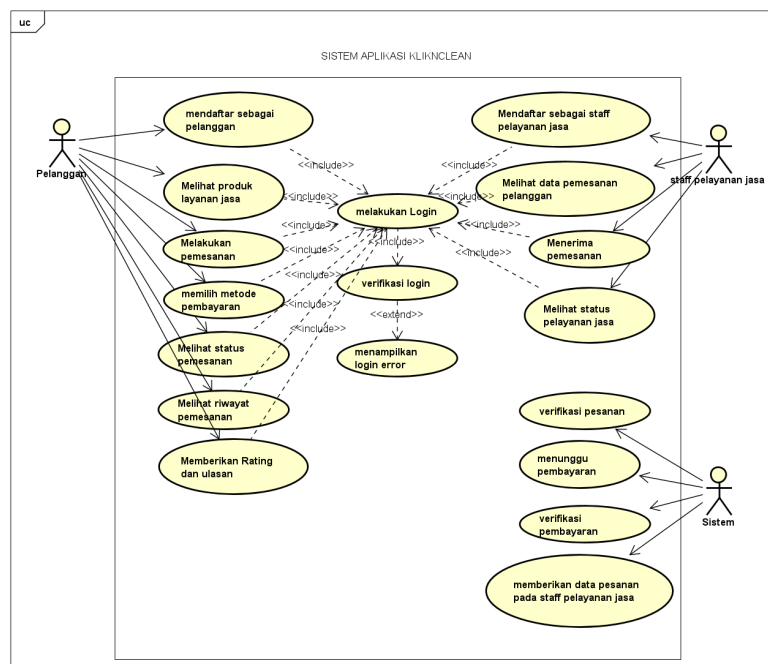 uc
SISTEM APLIKASI KLIKNCLEAN
mendaftar sebagai
pelanggan
Mendaftar sebagai staff
pelayanan jasa
Pelanggan
staff pelayanan jasa
<<include>>
<<include>>
Melihat produk
layanan jasa
<<include>>
<<include>>
Melihat data pemesanan
pelanggan
melakukan Login
Melakukan
pemesanan
<<include>>
<<include>>
Menerima
pemesanan
<<include>>
<<include>>
<<include>>
memilih metode
pembayaran
<<include>>
verifikasi login
Melihat status
pelayanan jasa
<<include>>
<<extend>>
<<include>>
Melihat status
pemesanan
menampilkan
login error
Melihat riwayat
pemesanan
verifikasi pesanan
Memberikan Rating
dan ulasan
menunggu
pembayaran
verifikasi
pembayaran
Sistem
memberikan data pesanan
pada staff pelayanan jasa